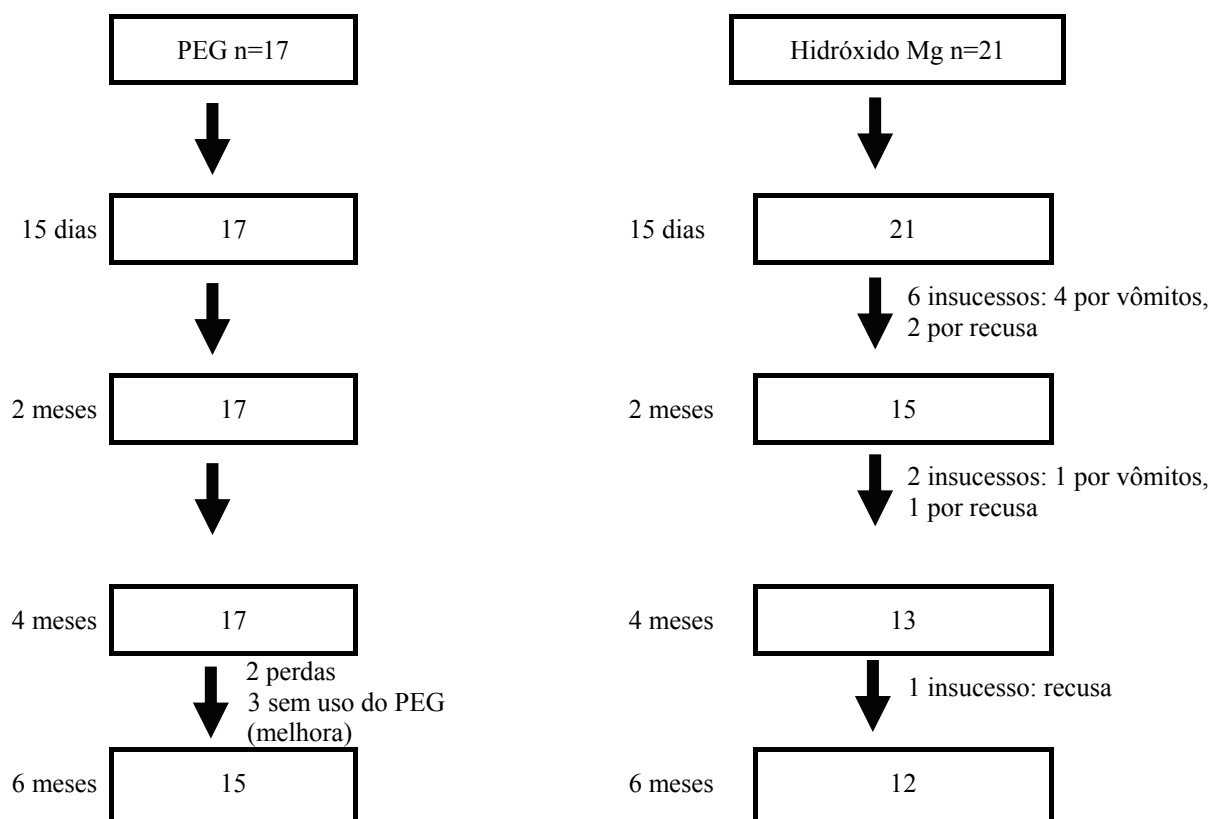 PEG n=17
Hidróxido Mg n=21
15 dias
17
15 dias
21
6 insucessos: 4 por vômitos,
2 por recusa
2 meses
17
2 meses
15
2 insucessos: 1 por vômitos,
1 por recusa
4 meses
17
4 meses
13
2 perdas
3 sem uso do PEG
(melhora)
1 insucesso: recusa
6 meses
15
6 meses
12